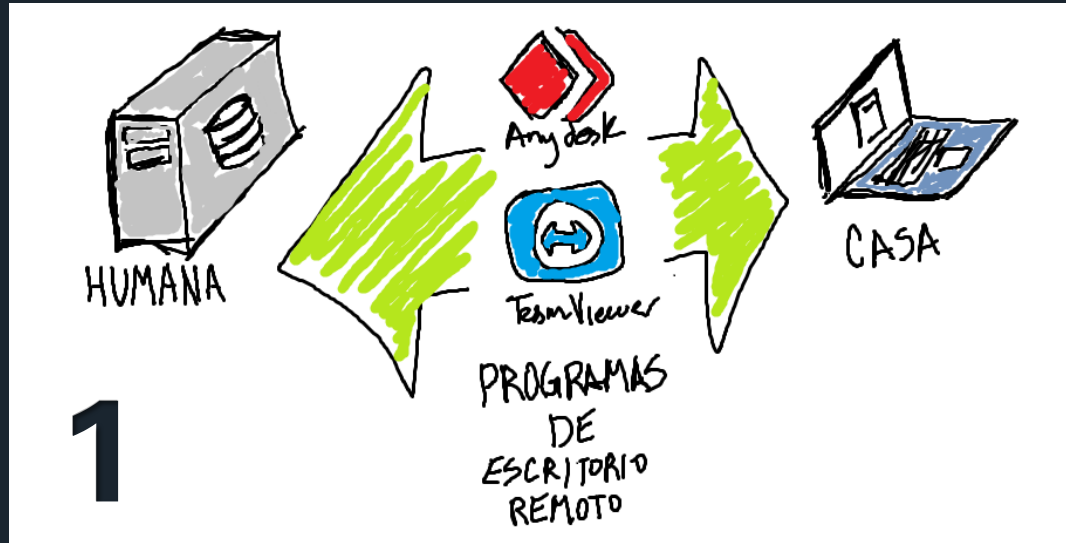 Anydesk
HUMANA
CASA
TeamViewer
PROGRAMAS
DE
ESCRITORIO
REMOTO
1